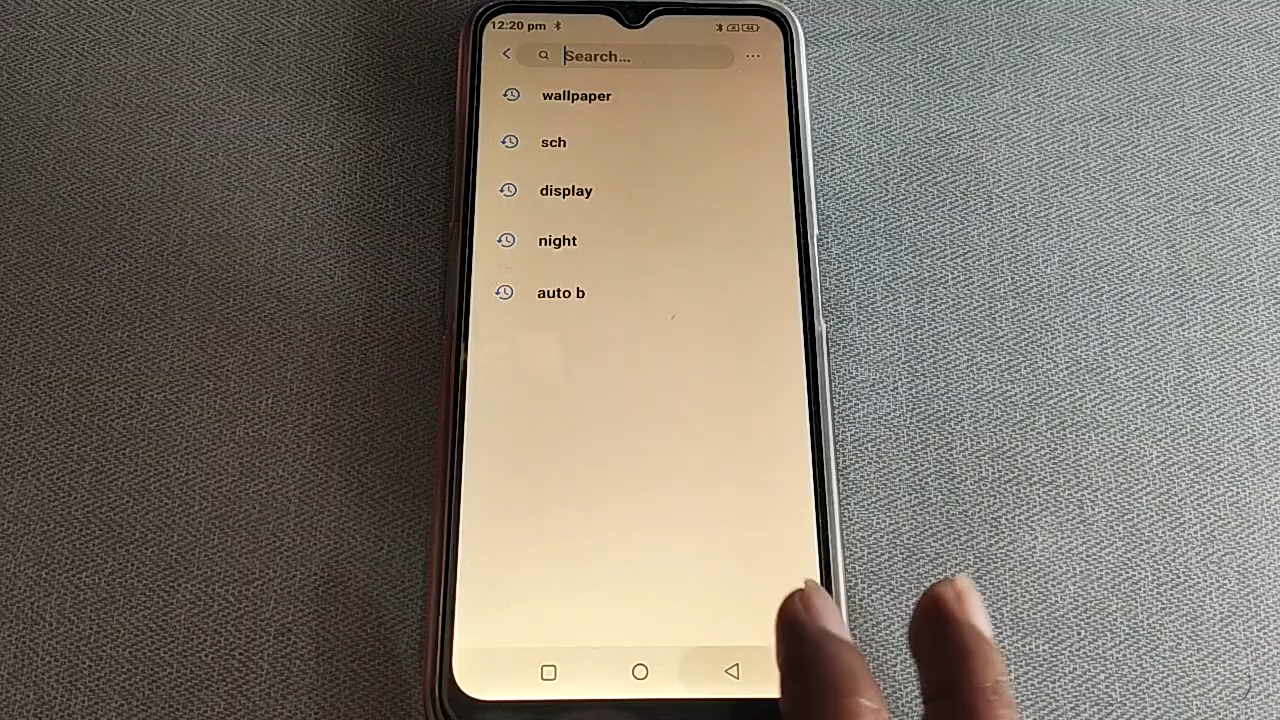 12:20 pm
Search...
wallpaper
sch
display
night
auto b